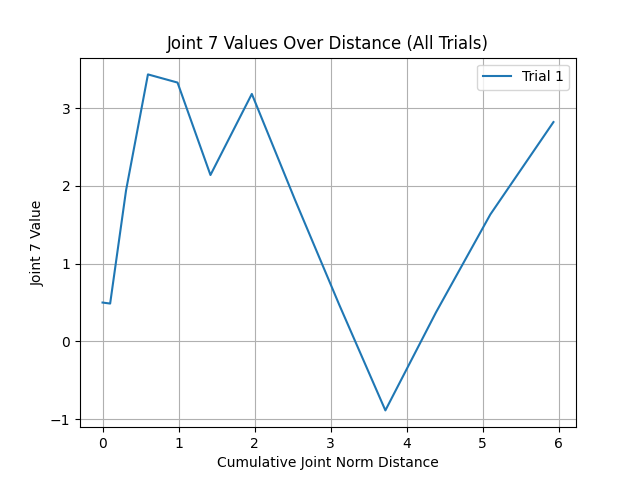 Joint 7 Values Over Distance (All Trials)
Trial 1
Joint 7 Value
3
2
1
0
−1
0 1 2 3 4 5 6
Cumulative Joint Norm Distance